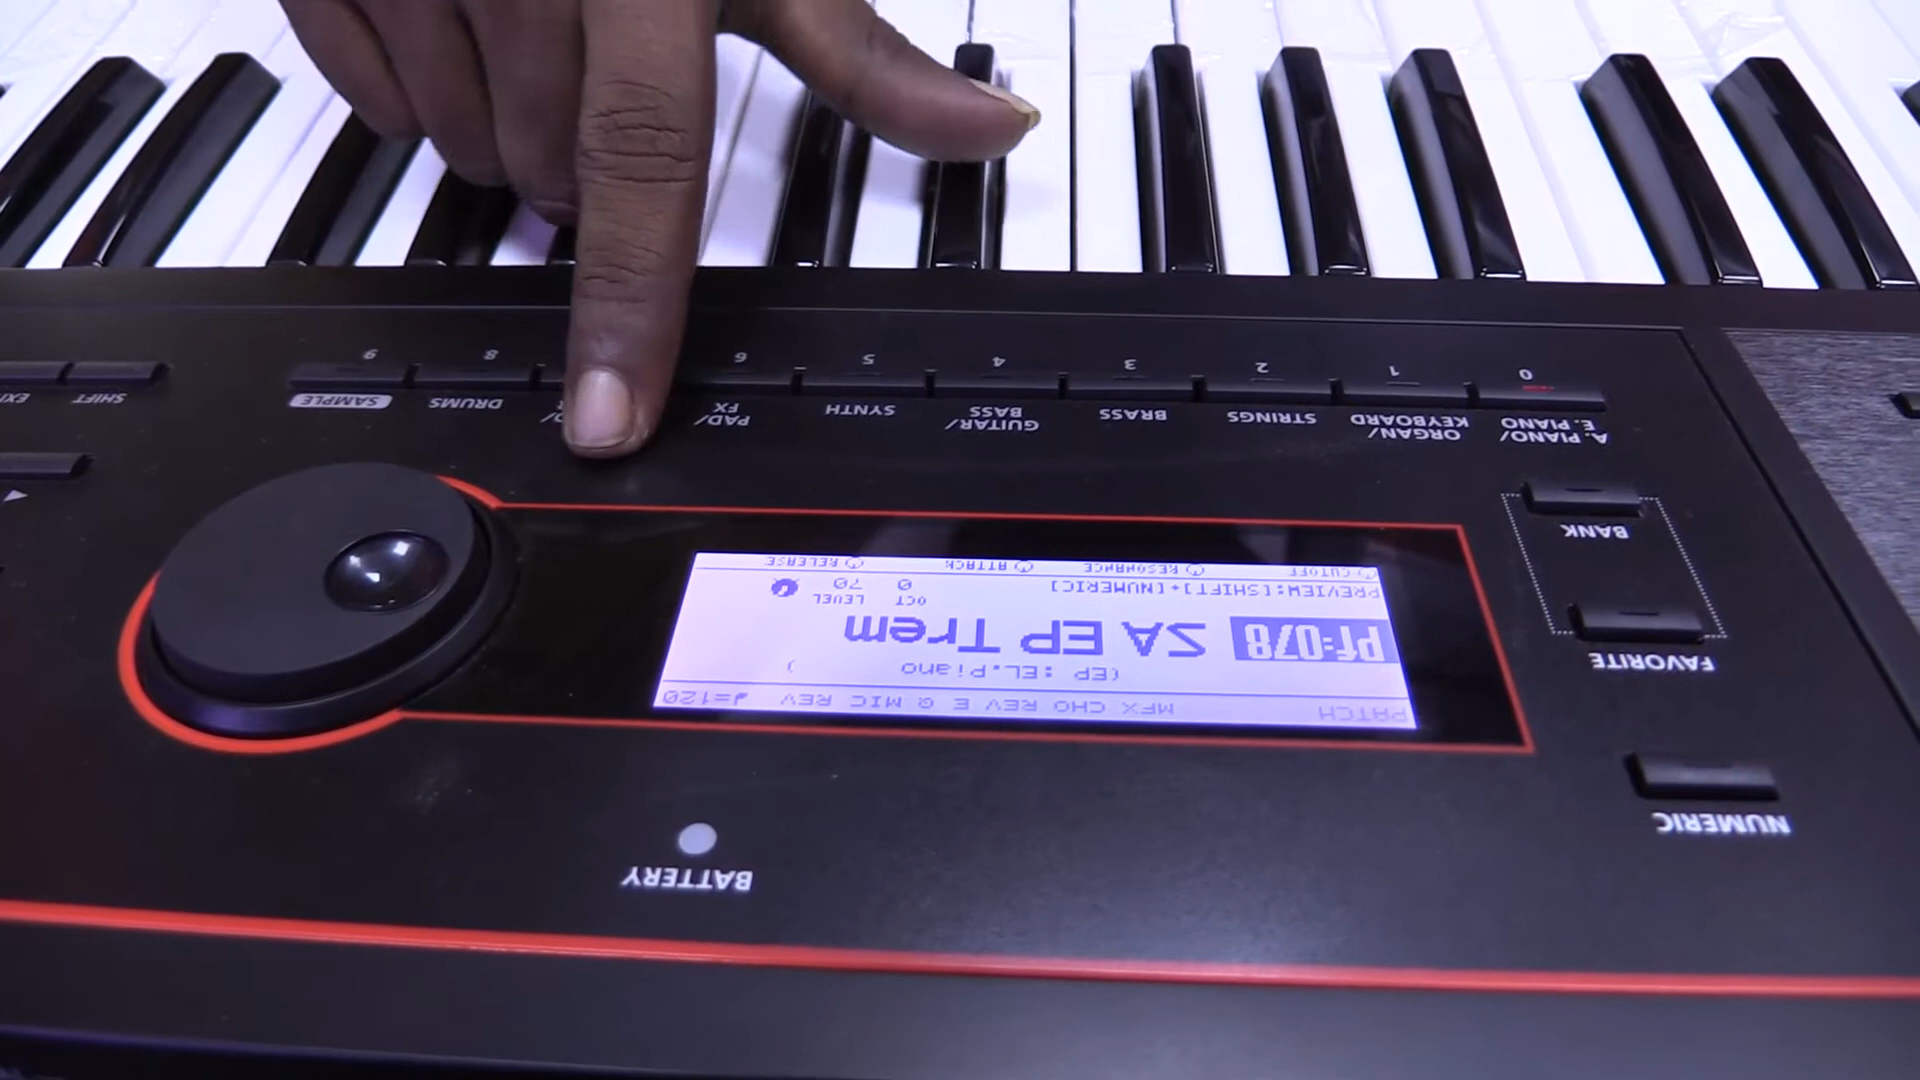 NUMERIC
BATTERY
FAVORITE
BANK
PATCH MFX CHO REV E Q MIC REV ♩=120
(EP :EL.Piano )
Pf:078 SA EP Trem
OCT LEVEL
0 70
PREVIEW:[SHIFT]+[NUMERIC]
CUTOFF RESONANCE ATTACK RELEASE
A. PIANO/
E. PIANO
ORGAN/
KEYBOARD
STRINGS
BRASS
GUITAR/
BASS
SYNTH
PAD/
FX
DRUMS
SAMPLE
0 1 2 3 4 5 6 8 9
SHIFT